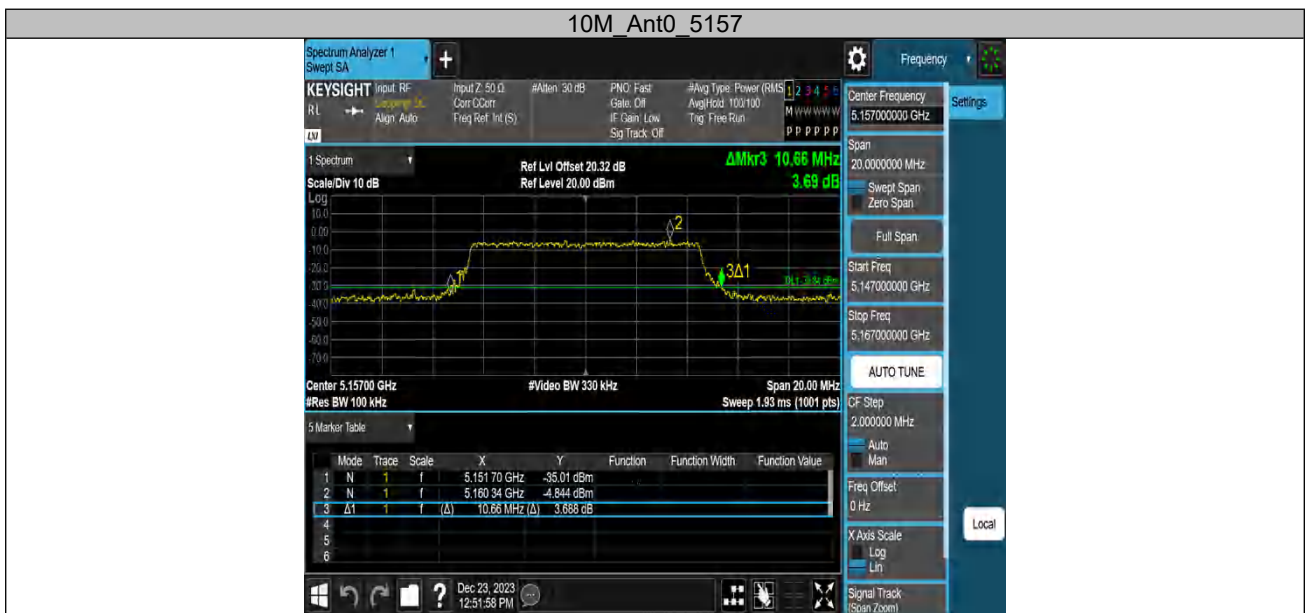 10M_Ant0_5157
Spectrum Analyzer 1
Swept SA
+
Frequency
KEYSIGHT
RL
LXI
Input: RF
Align: Auto
Input Z: 50 Ω
Corr CCorr
Freq Ref: Int (S)
#Atten: 30 dB
PNO: Fast
Gate: Off
IF Gain: Low
Sig Track: Off
#Avg Type: Power (RMS
Avg|Hold: 100/100
Trig: Free Run
1 2 3 4 5 6
M W W W W W
P P P P P P
Center Frequency
5.157000000 GHz
Settings
Span
20.0000000 MHz
Swept Span
Zero Span
Full Span
Start Freq
5.147000000 GHz
Stop Freq
5.167000000 GHz
AUTO TUNE
CF Step
2.000000 MHz
Auto
Man
Freq Offset
0 Hz
X Axis Scale
Log
Lin
Signal Track
(Span Zoom)
Local
1 Spectrum
Scale/Div 10 dB
Ref Lvl Offset 20.32 dB
Ref Level 20.00 dBm
ΔMkr3 10.66 MHz
3.69 dB
Log
10.0
0.00
-10.0
-20.0
-30.0
-40.0
-50.0
-60.0
-70.0
2
3Δ1
Center 5.15700 GHz
#Video BW 330 kHz
Span 20.00 MHz
#Res BW 100 kHz
Sweep 1.93 ms (1001 pts)
5 Marker Table
Mode Trace Scale X Y Function Function Width Function Value
1 N 1 f 5.151 70 GHz -35.01 dBm
2 N 1 f 5.160 34 GHz -4.844 dBm
3 Δ1 1 f (Δ) 10.66 MHz (Δ) 3.688 dB
4
5
6
?
Dec 23, 2023
12:51:58 PM